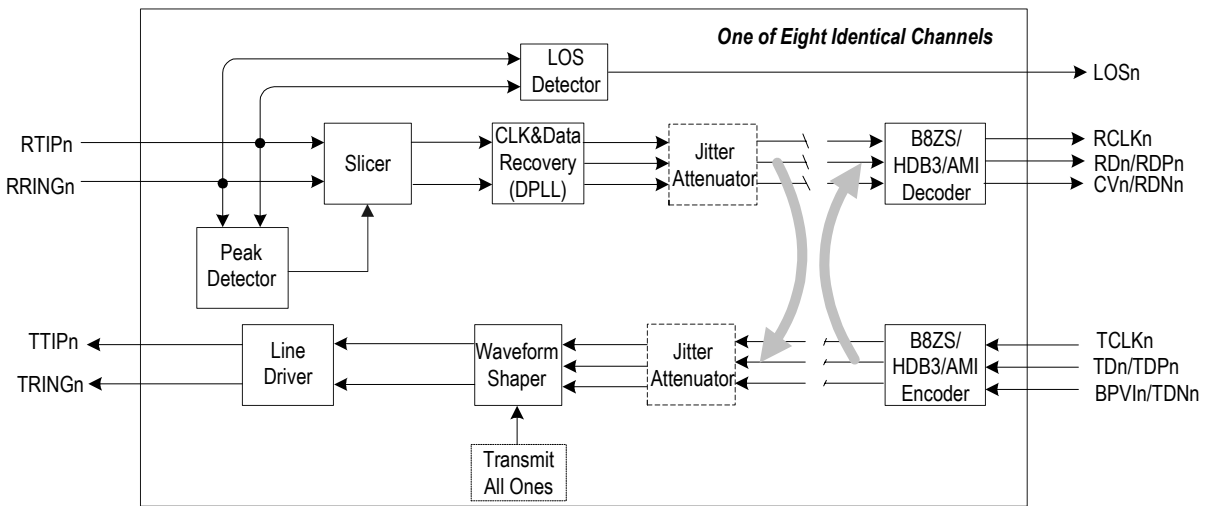 One of Eight Identical Channels
LOS
Detector
LOSn
RTIPn
RRINGn
Slicer
CLK&Data
Recovery
(DPLL)
Jitter
Attenuator
B8ZS/
HDB3/AMI
Decoder
RCLKn
RDn/RDPn
CVn/RDNn
Peak
Detector
TTIPn
TRINGn
Line
Driver
Waveform
Shaper
Jitter
Attenuator
B8ZS/
HDB3/AMI
Encoder
TCLKn
TDn/TDPn
BPVIn/TDNn
Transmit
All Ones